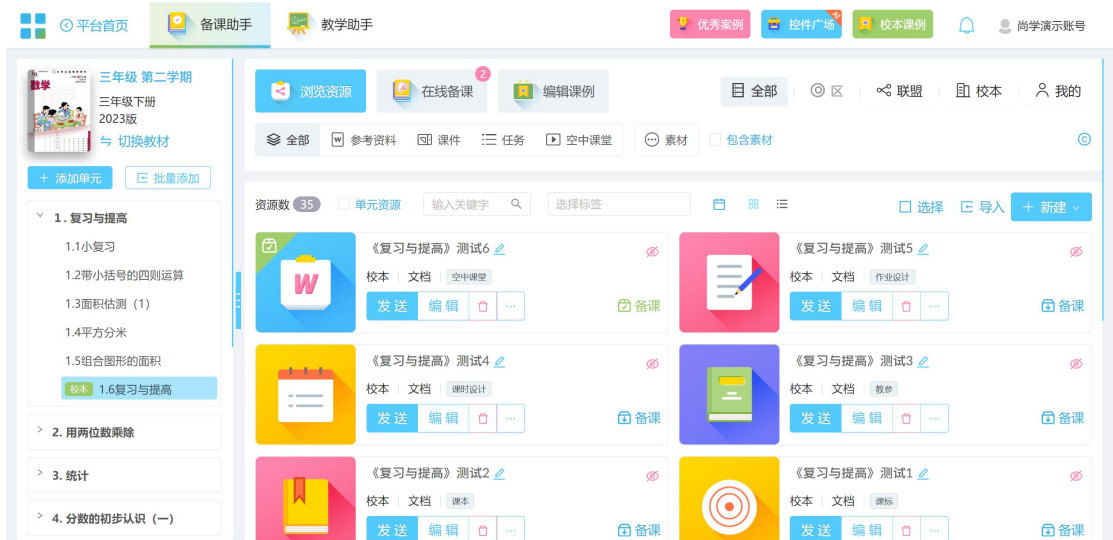 平台首页 备课助手 教学助手 优秀案例 控件广场 校本课例 尚学演示账号
数学
三年级 第二学期
三年级下册
2023版
切换教材
+ 添加单元 批量添加
1. 复习与提高
1.1小复习
1.2带小括号的四则运算
1.3面积估测（1）
1.4平方分米
1.5组合图形的面积
校本 1.6复习与提高
2. 用两位数乘除
3. 统计
4. 分数的初步认识（一）
浏览资源 在线备课 2 编辑课例 全部 区 联盟 校本 我的
全部 参考资料 课件 任务 空中课堂 素材 包含素材
资源数 35 单元资源 输入关键字 选择标签 选择 导入 + 新建
W
《复习与提高》测试6
校本 文档 空中课堂
发送 编辑 ... 备课
《复习与提高》测试5
校本 文档 作业设计
发送 编辑 ... 备课
《复习与提高》测试4
校本 文档 课时设计
发送 编辑 ... 备课
《复习与提高》测试3
校本 文档 教参
发送 编辑 ... 备课
《复习与提高》测试2
校本 文档 课本
发送 编辑 ... 备课
《复习与提高》测试1
校本 文档 课标
发送 编辑 ... 备课